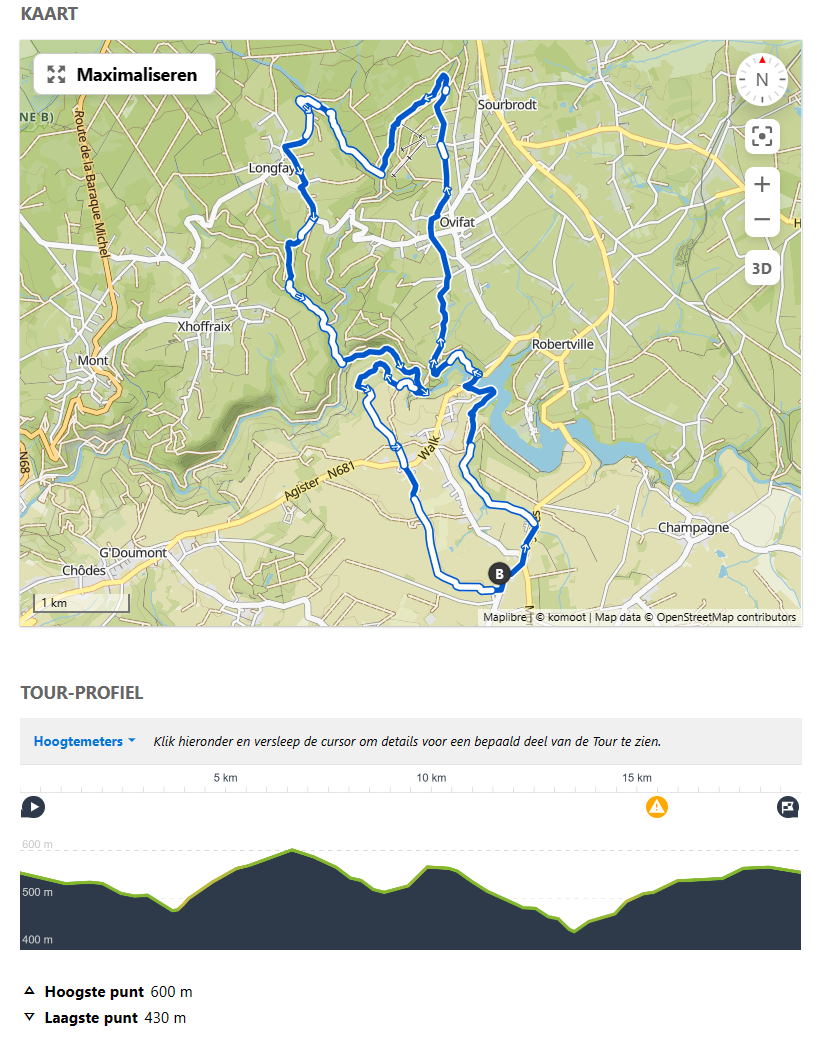 KAART
Maximaliseren
N
Sourbrodt
NE B)
Route de la Baraque Michel
Longfay
Ovifat
3D
Xhoffraix
Robertville
Mont
N68
Walk
Agister N681
Champagne
G'Doumont
Chôdes
B
1 km
Maplibre | © komoot | Map data © OpenStreetMap contributors
TOUR-PROFIEL
Hoogtemeters Klik hieronder en versleep de cursor om details voor een bepaald deel van de Tour te zien.
5 km 10 km 15 km
600 m
500 m
400 m
Hoogste punt 600 m
Laagste punt 430 m